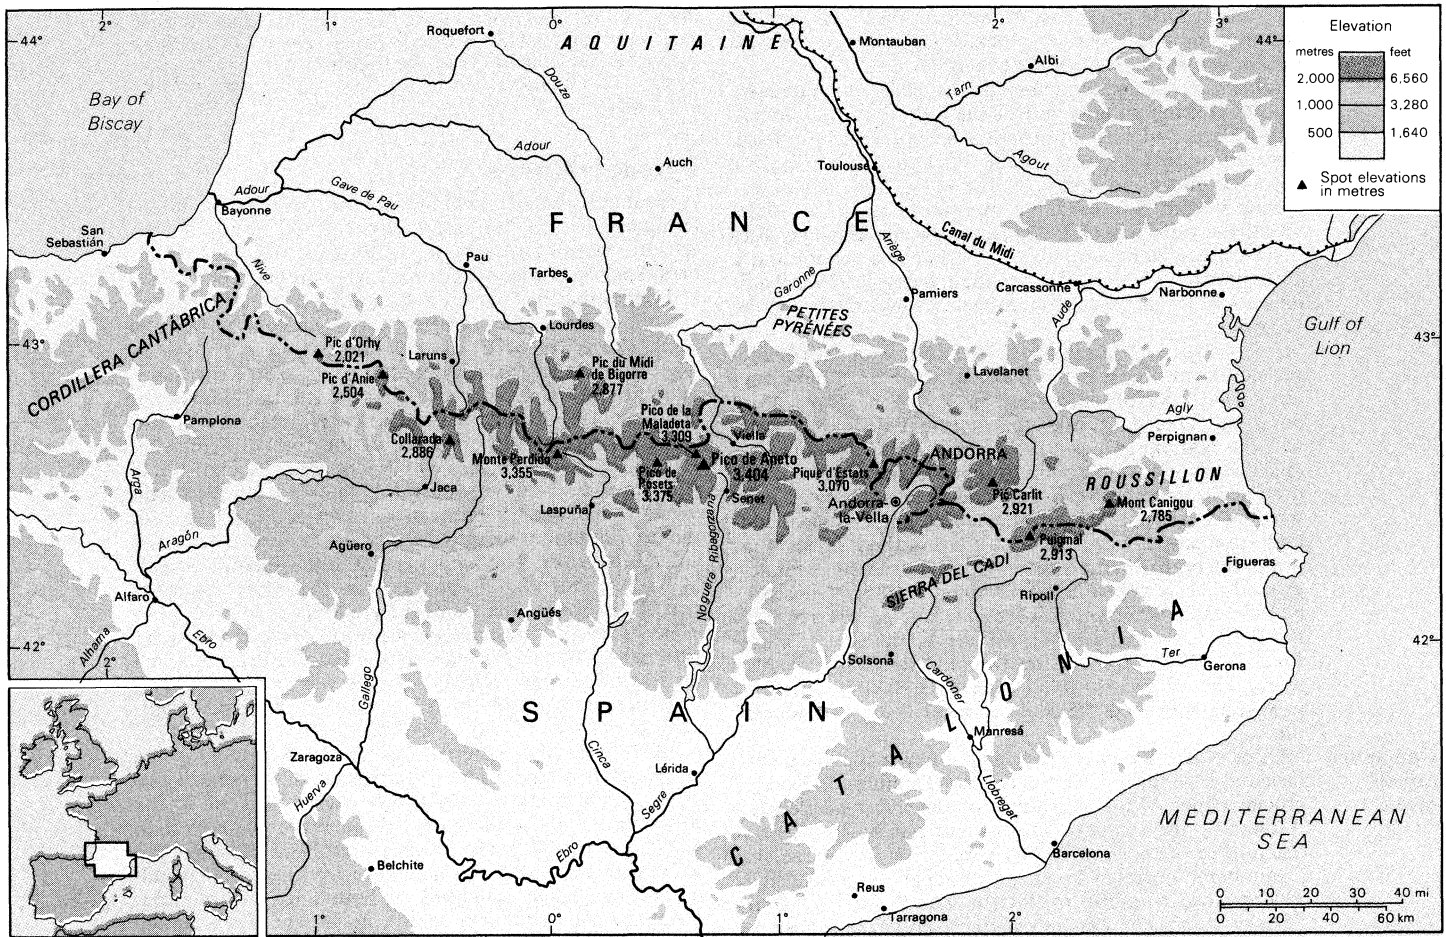 2°
0°
2°
3°
44°
44°
Roquefort
AQUITAINE
Montauban
Albi
Tarn
Elevation
metres
feet
2.000
6,560
1.000
3,280
500
1,640
Spot elevations
in metres
Bay of
Biscay
Douze
Adour
Auch
Toulouse
Agout
Adour
Bayonne
Gave de Pau
FRANCE
Canal du Midi
San
Sebastián
Nive
Pau
Tarbes
Ariège
Garonne
Pamiers
Carcassonne
Aude
Narbonne
PETITES
PYRÉNÉES
Gulf of
Lion
43°
43°
CORDILLERA CANTÁBRICA
Lourdes
Pic d'Orhy
2,021
Laruns
Pic d'Anie
2,504
Pic du Midi
de Bigorre
2,877
Lavelanet
Pamplona
Agly
Perpignan
Pico de la
Maladeta
3,309
Viella
Collarada
2,886
Monte Perdido
3,355
Pico de
Posets
3,375
Pico de Aneto
3,404
Pique d'Estats
3,070
ANDORRA
ROUSSILLON
Senet
Andorra-
la-Vella
Pic Carlit
2,921
Mont Canigou
2,785
Arga
Jaca
Laspuña
Aragón
Agüero
Noguera Ribagorzana
Puigmal
2,913
SIERRA DEL CADI
Figueras
Ripoll
Alfaro
Angüés
Alhama
Ebro
42°
42°
2°
Solsona
Cardoner
Ter
Gerona
Gallego
SPAIN
CATALONIA
Manresá
Zaragoza
Cinca
Lérida
Segre
Huerva
Llobregat
MEDITERRANEAN
SEA
Ebro
Belchite
Barcelona
Reus
Tarragona
0 10 20 30 40 mi
0 20 40 60 km
1°
0°
1°
2°